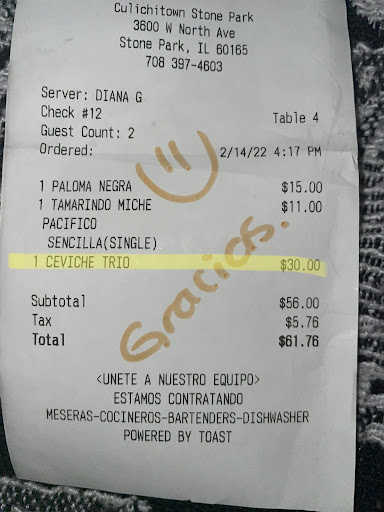 Culichitown Stone Park
3600 W North Ave
Stone Park, IL 60165
708 397-4603
Server: DIANA G
Check #12 Table 4
Guest Count: 2
Ordered: 2/14/22 4:17 PM
1 PALOMA NEGRA $15.00
1 TAMARINDO MICHE $11.00
PACIFICO
SENCILLA(SINGLE)
1 CEVICHE TRIO $30.00
Subtotal $56.00
Tax $5.76
Total $61.76
Gracias.
<UNETE A NUESTRO EQUIPO>
ESTAMOS CONTRATANDO
MESERAS-COCINEROS-BARTENDERS-DISHWASHER
POWERED BY TOAST